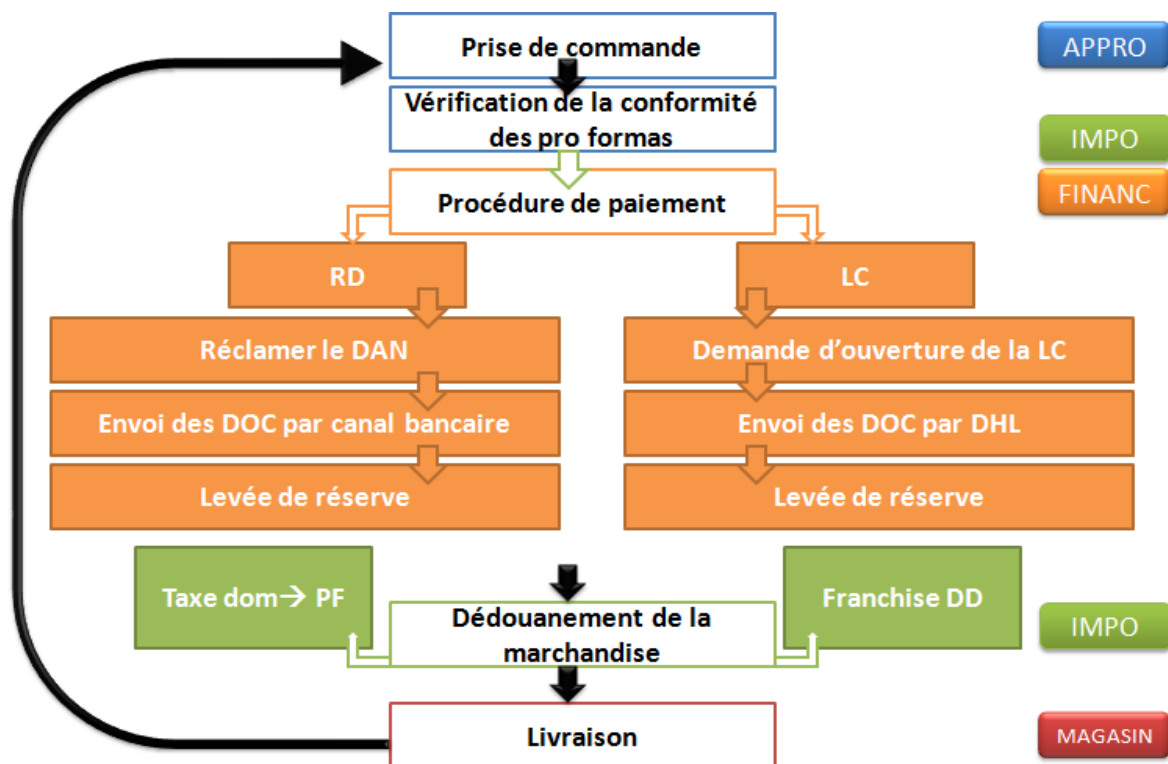 Prise de commande
APPRO
Vérification de la conformité
des pro formas
IMPO
Procédure de paiement
FINANC
RD
LC
Réclamer le DAN
Demande d'ouverture de la LC
Envoi des DOC par canal bancaire
Envoi des DOC par DHL
Levée de réserve
Levée de réserve
Taxe dom→ PF
Franchise DD
Dédouanement de la
marchandise
IMPO
Livraison
MAGASIN